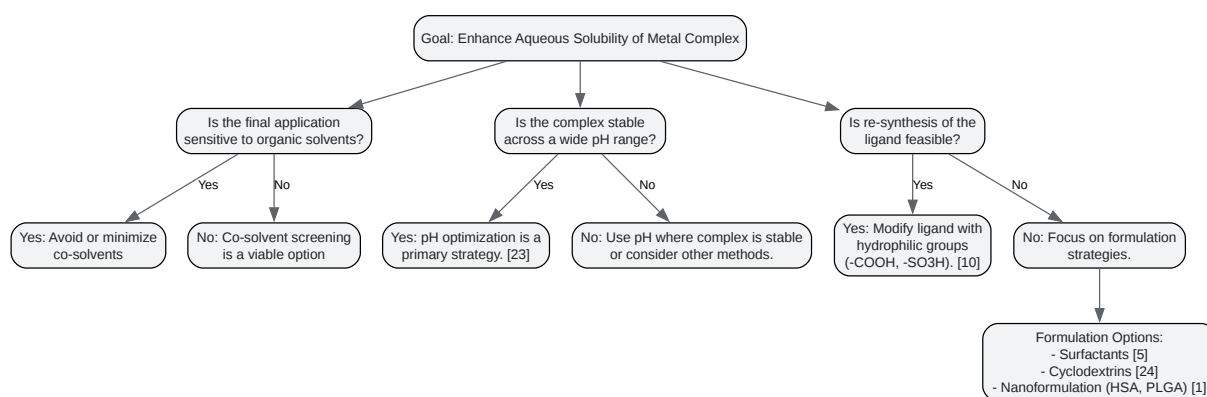 Goal: Enhance Aqueous Solubility of Metal Complex
Is the final application
sensitive to organic solvents?
Is the complex stable
across a wide pH range?
Is re-synthesis of the
ligand feasible?
Yes
No
Yes
No
Yes
No
Yes: Avoid or minimize
co-solvents
No: Co-solvent screening
is a viable option
Yes: pH optimization is a
primary strategy. [23]
No: Use pH where complex is stable
or consider other methods.
Yes: Modify ligand with
hydrophilic groups
(-COOH, -SO3H). [10]
No: Focus on formulation
strategies.
Formulation Options:
- Surfactants [5]
- Cyclodextrins [24]
- Nanoformulation (HSA, PLGA) [1]